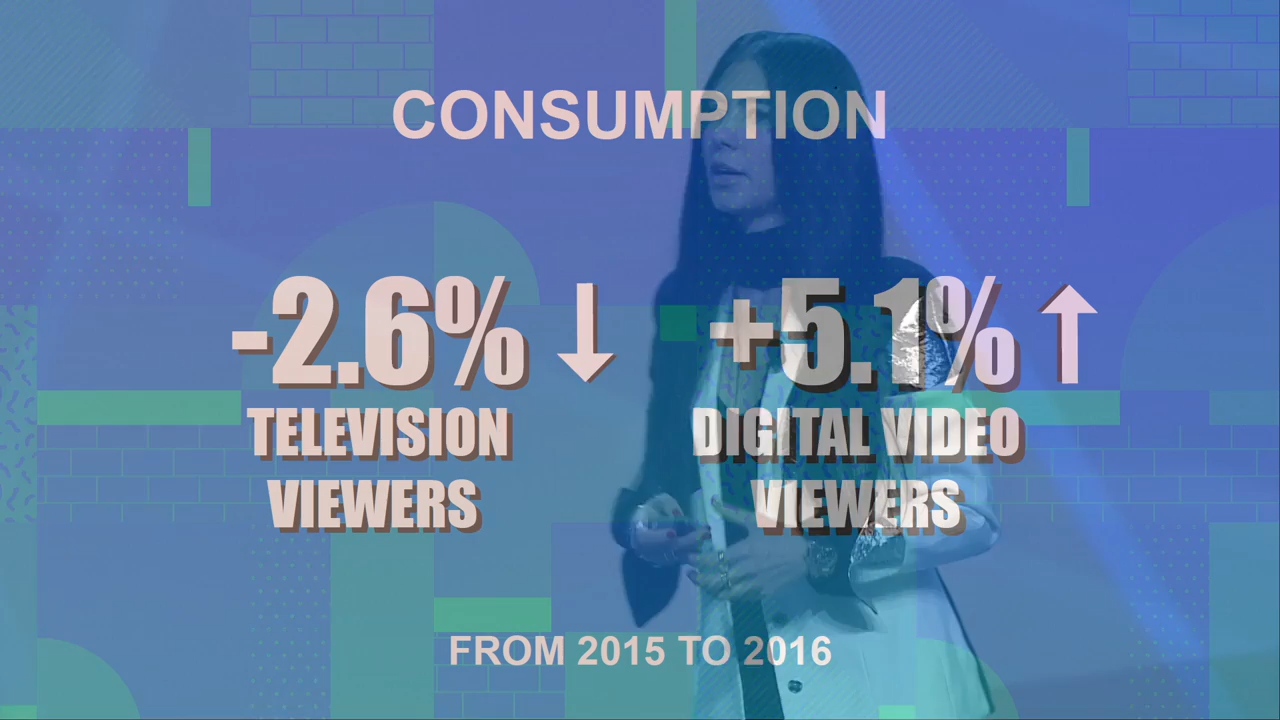 CONSUMPTION
-2.6% ↓
TELEVISION
VIEWERS
+5.1% ↑
DIGITAL VIDEO
VIEWERS
FROM 2015 TO 2016